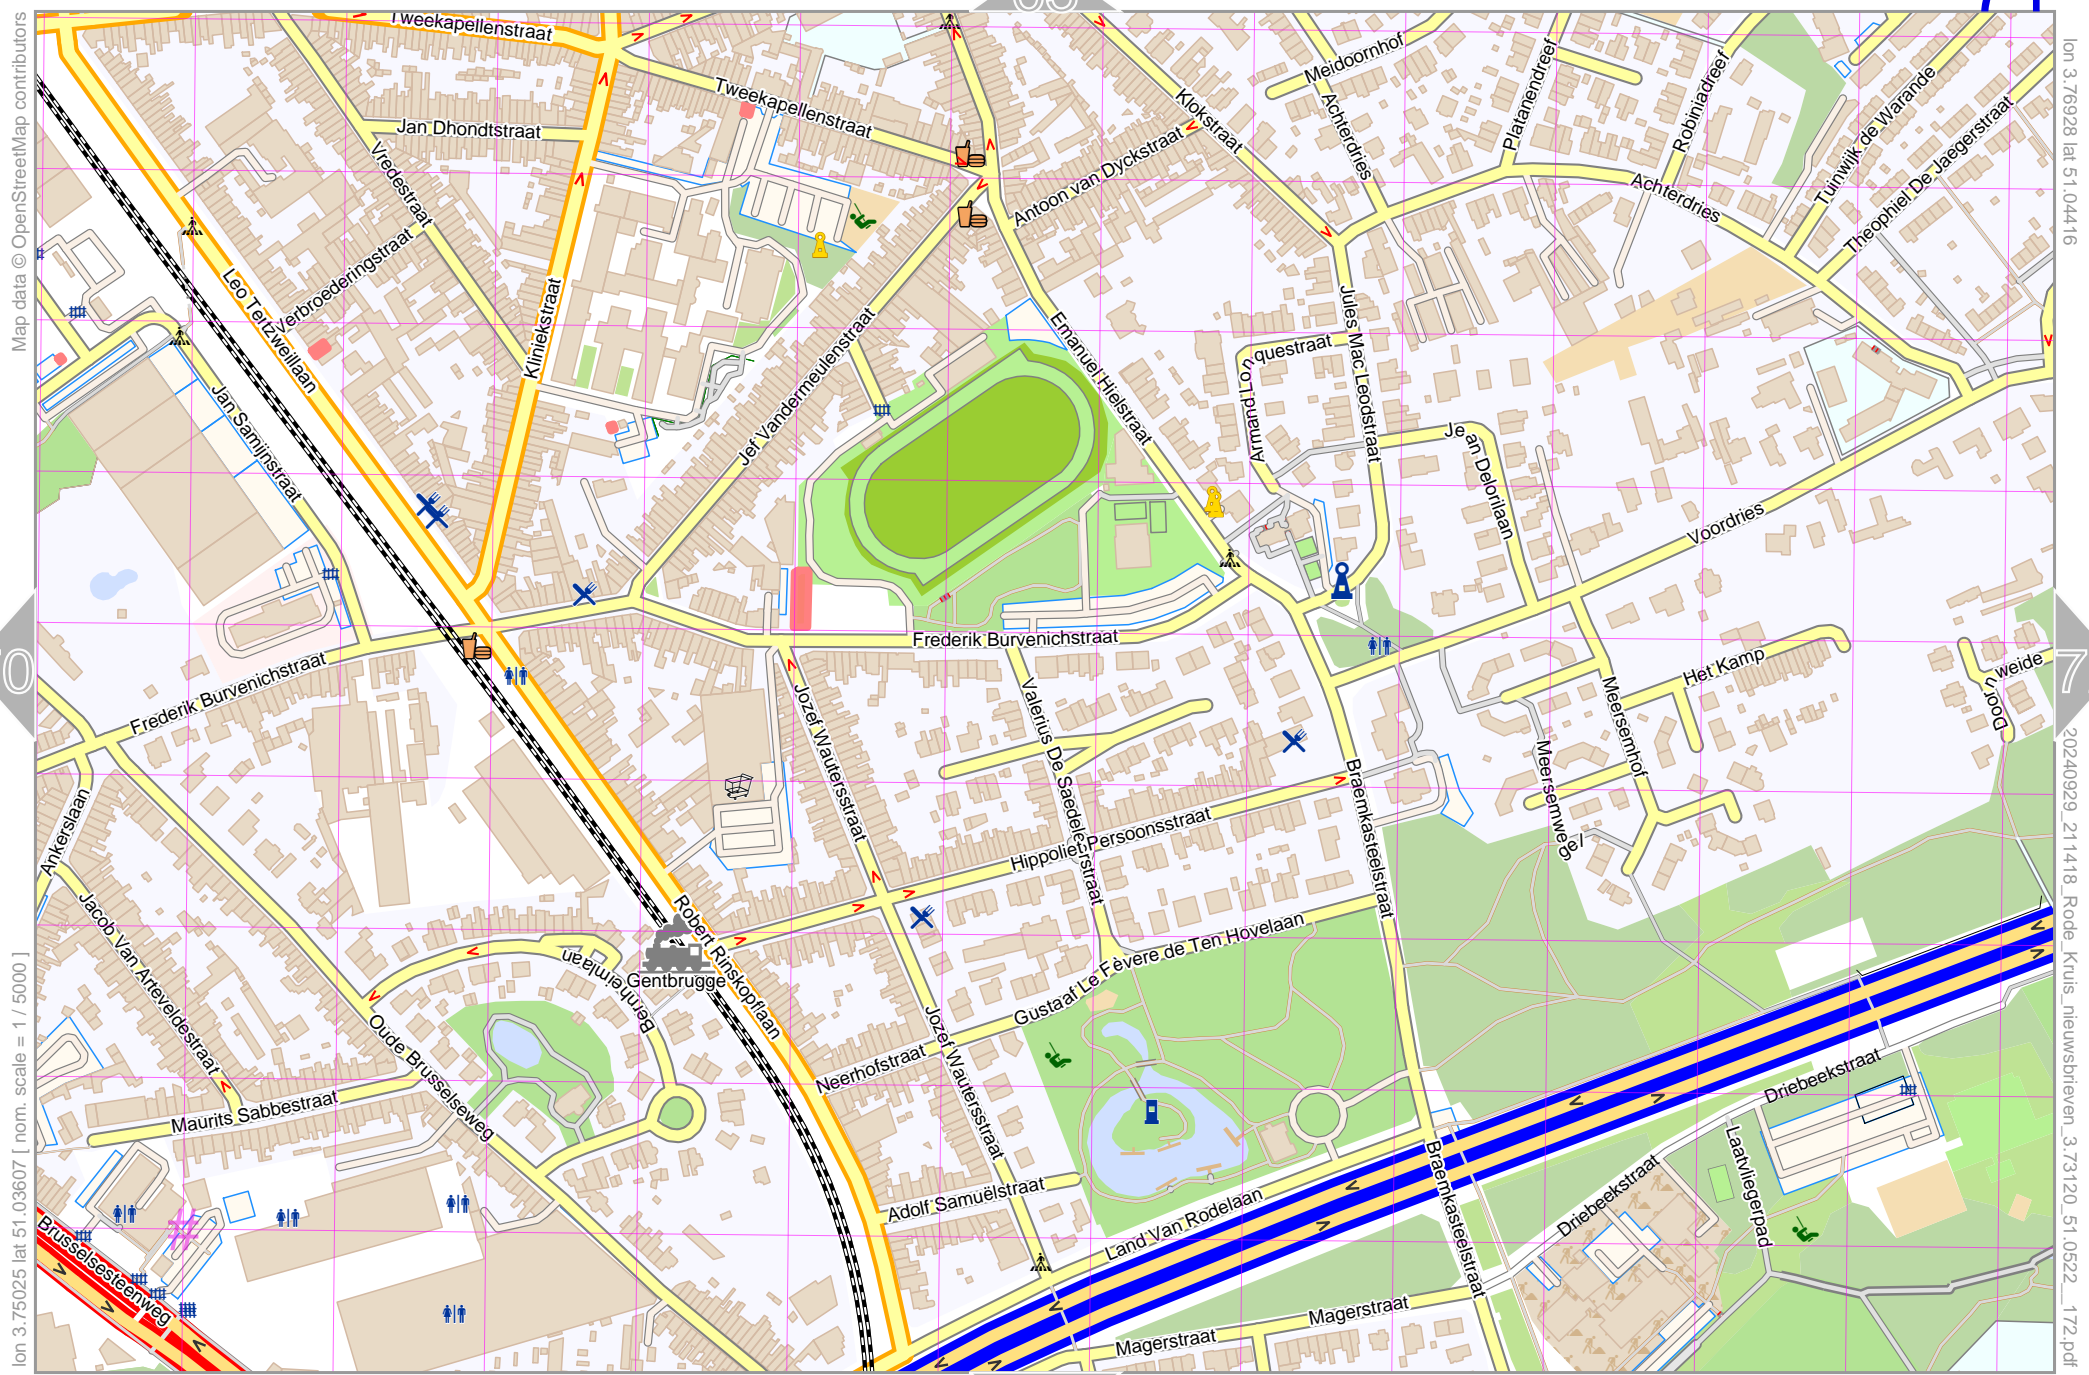 Tweekapellenstraat
Meidoornhof
Platanendreef
Robiniadreef
Tuinwijk de Warande
Theophiel De Jaegerstraat
Tweekapellenstraat
Klokstraat
Achterdries
Jan Dhondtstraat
Antoon van Dyckstraat
Achterdries
Vredestraat
Verbroederingstraat
Leo Tertzweillaan
Kliniekstraat
Jef Vandermeulenstraat
Emanuel Hielstraat
Jules Mac Leodstraat
Jan Samijnstraat
Jean Delorilaan
Voordries
Frederik Burvenichstraat
Frederik Burvenichstraat
Jozef Wautersstraat
Valerius De Saedeleerstraat
Het Kamp
Meersemhof
Meersemwegel
Doornweide
Ankerslaan
Hippoliet Persoonsstraat
Braemkasteelstraat
Jacob Van Arteveldestraat
Robert Rinskopflaan
Gentbrugge
Bernheimlaan
Gustaaf Le Fèvere de Ten Hovelaan
Oude Brusselseweg
Jozef Wautersstraat
Neerhofstraat
Maurits Sabbestraat
Driebeekstraat
Laatvliegerpad
Driebeekstraat
Braemkasteelstraat
Adolf Samuëlstraat
Land Van Rodelaan
Brusselsesteenweg
Magerstraat
Magerstraat
Map data © OpenStreetMap contributors
lon 3.75025 lat 51.03607 [ nom. scale = 1 / 5000 ]
lon 3.76928 lat 51.04416
20240929_211418_Rode_Kruis_nieuwsbrieven_3.73120_51.0522__172.pdf